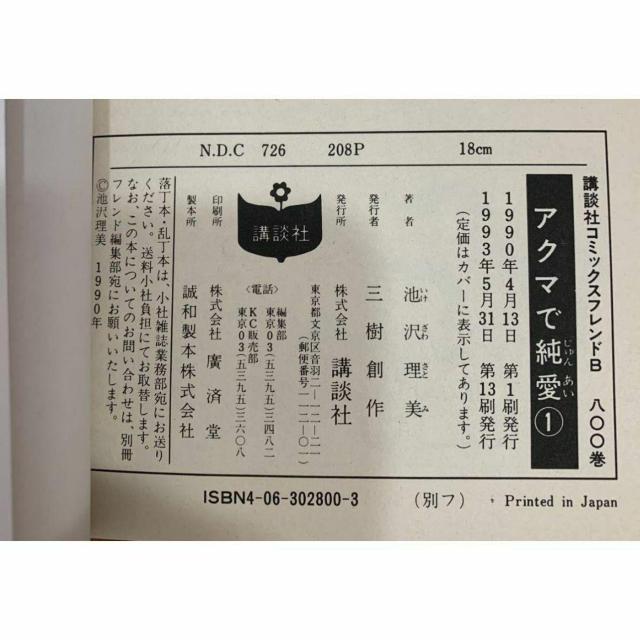 N.D.C 726 208P 18cm
講談社コミックスフレンドB 八〇〇巻
アクマで純愛①
じゅん あい
1990年4月13日 第1刷発行
1993年5月31日 第13刷発行
(定価はカバーに表示してあります。)
著者 池沢理美
いけ ざわ さと み
発行者 三樹創作
発行所 株式会社 講談社
東京都文京区音羽二―一二―二一
(郵便番号一一二―〇一)
〈電話〉 編集部 東京03(五三九五)三四八二
KC販売部 東京03(五三九五)三六〇八
講談社
印刷所 株式会社 廣済堂
製本所 誠和製本株式会社
落丁本・乱丁本は、小社雑誌業務部宛にお送り
ください。送料小社負担にてお取替します。
なお、この本についてのお問い合わせは、別冊
フレンド編集部宛にお願いいたします。
©池沢理美 1990年
ISBN4-06-302800-3 (別フ) Printed in Japan